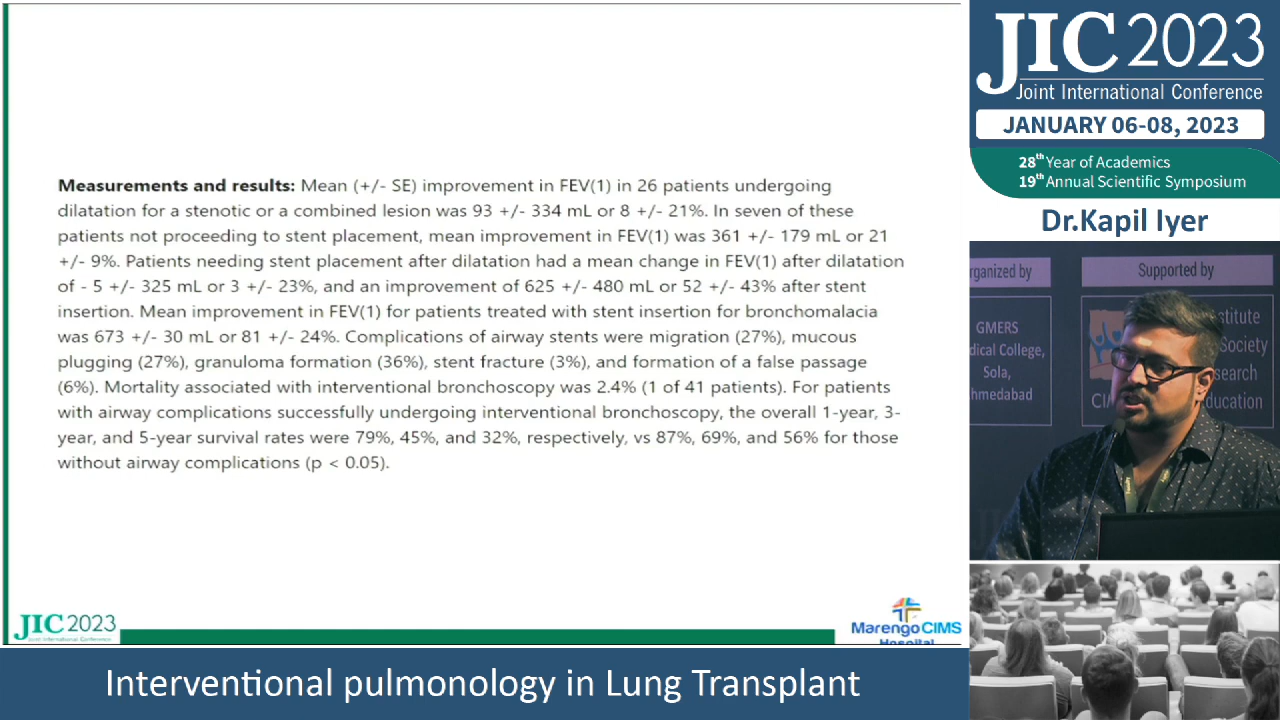 Measurements and results: Mean (+/- SE) improvement in FEV(1) in 26 patients undergoing
dilatation for a stenotic or a combined lesion was 93 +/- 334 mL or 8 +/- 21%. In seven of these
patients not proceeding to stent placement, mean improvement in FEV(1) was 361 +/- 179 mL or 21
+/- 9%. Patients needing stent placement after dilatation had a mean change in FEV(1) after dilatation
of - 5 +/- 325 mL or 3 +/- 23%, and an improvement of 625 +/- 480 mL or 52 +/- 43% after stent
insertion. Mean improvement in FEV(1) for patients treated with stent insertion for bronchomalacia
was 673 +/- 30 mL or 81 +/- 24%. Complications of airway stents were migration (27%), mucous
plugging (27%), granuloma formation (36%), stent fracture (3%), and formation of a false passage
(6%). Mortality associated with interventional bronchoscopy was 2.4% (1 of 41 patients). For patients
with airway complications successfully undergoing interventional bronchoscopy, the overall 1-year, 3-
year, and 5-year survival rates were 79%, 45%, and 32%, respectively, vs 87%, 69%, and 56% for those
without airway complications (p < 0.05).
JIC 2023
Joint International Conference
Marengo CIMS
Hospital
Interventional pulmonology in Lung Transplant
JIC 2023
Joint International Conference
JANUARY 06-08, 2023
28th Year of Academics
19th Annual Scientific Symposium
Dr.Kapil Iyer
rganized by
GMERS
dical College,
Sola,
hmedabad
Supported by
stitute
Society
search
ducation